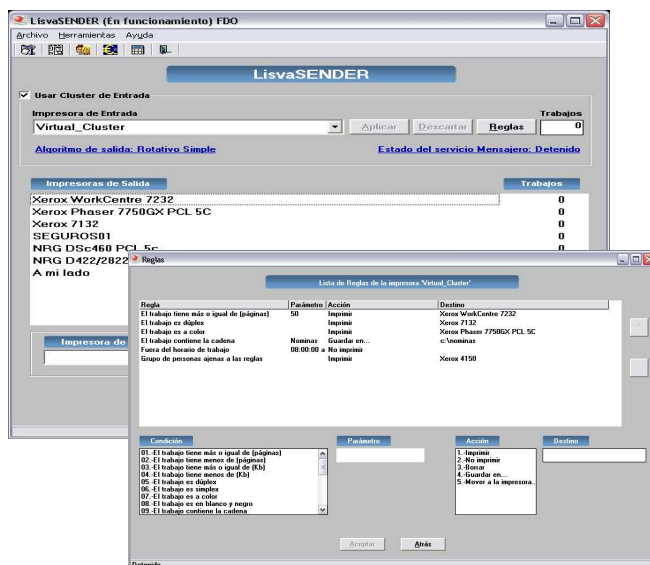 LisvaSENDER (En funcionamiento) FDO
Archivo Herramientas Ayuda
LisvaSENDER
Usar Cluster de Entrada
Impresora de Entrada
Trabajos
Virtual_Cluster
Aplicar
Descartar
Reglas
0
Algoritmo de salida: Rotativo Simple
Estado del servicio Mensajero: Detenido
Impresoras de Salida
Trabajos
Xerox WorkCentre 7232 0
Xerox Phaser 7750GX PCL 5C 0
Xerox 7132 0
SEGUROS01 0
NRG DSc460 PCL 5c 0
NRG D422/2822
A mi lado
Impresora de
Reglas
Lista de Reglas de la impresora 'Virtual_Cluster'
Regla Parámetro Acción Destino
El trabajo tiene más o igual de (páginas) 50 Imprimir Xerox WorkCentre 7232
El trabajo es dúplex Imprimir Xerox 7132
El trabajo es a color Imprimir Xerox Phaser 7750GX PCL 5C
El trabajo contiene la cadena Nominas Guardar en... c:\nominas
Fuera del horario de trabajo 08:00:00 a No imprimir
Grupo de personas ajenas a las reglas Imprimir Xerox 4150
Condición
Parámetro
Acción
Destino
01.-El trabajo tiene más o igual de (páginas)
02.-El trabajo tiene menos de (páginas)
03.-El trabajo tiene más o igual de (Kb)
04.-El trabajo tiene menos de (Kb)
05.-El trabajo es dúplex
06.-El trabajo es simplex
07.-El trabajo es a color
08.-El trabajo es en blanco y negro
09.-El trabajo contiene la cadena
1.-Imprimir
2.-No imprimir
3.-Borrar
4.-Guardar en...
5.-Mover a la impresora..
Aceptar
Atrás
Detenido